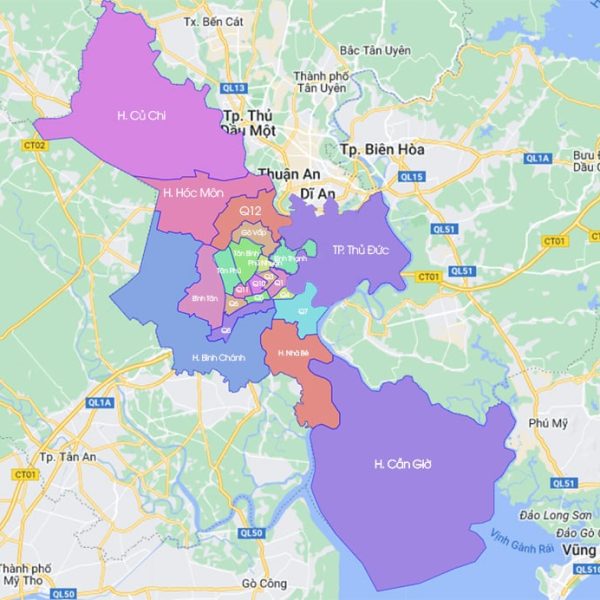 Tx. Bến Cát
Bắc Tân Uyên
Thành phố
Tân Uyên
QL13
H. Củ Chi
Tp. Thủ
Dầu Một
CT02
Tp. Biên Hòa
QL1A
Bưu Đ
Dầu C
Thuận An
QL15
H. Hóc Môn
Dĩ An
Q12
QL51
Gò Vấp
CT01
Tân Bình
TP. Thủ Đức
Bình Thạnh
Phú Nhuận
Tân Phú
QL51
CT01
Q3
Q1
Q10
Q11
Bình Tân
Q5
Q4
Q6
Q7
Q8
H. Bình Chánh
H. Nhà Bè
QL1A
Phú Mỹ
Tp. Tân An
H. Cần Giờ
CT01
QL51
Đảo Long Sơn
Đảo Gò G
QL50
Vịnh Gành Rái
Vũng
Thành phố
Mỹ Tho
Gò Công
QL51C
QL50